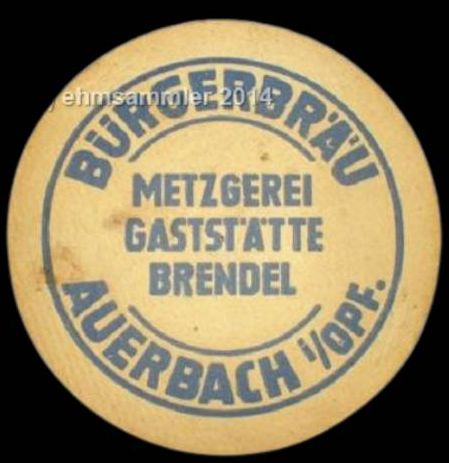 BÜRGERBRÄU
METZGEREI
GASTSTÄTTE
BRENDEL
AUERBACH i/OPF.
ehmsammler 2014